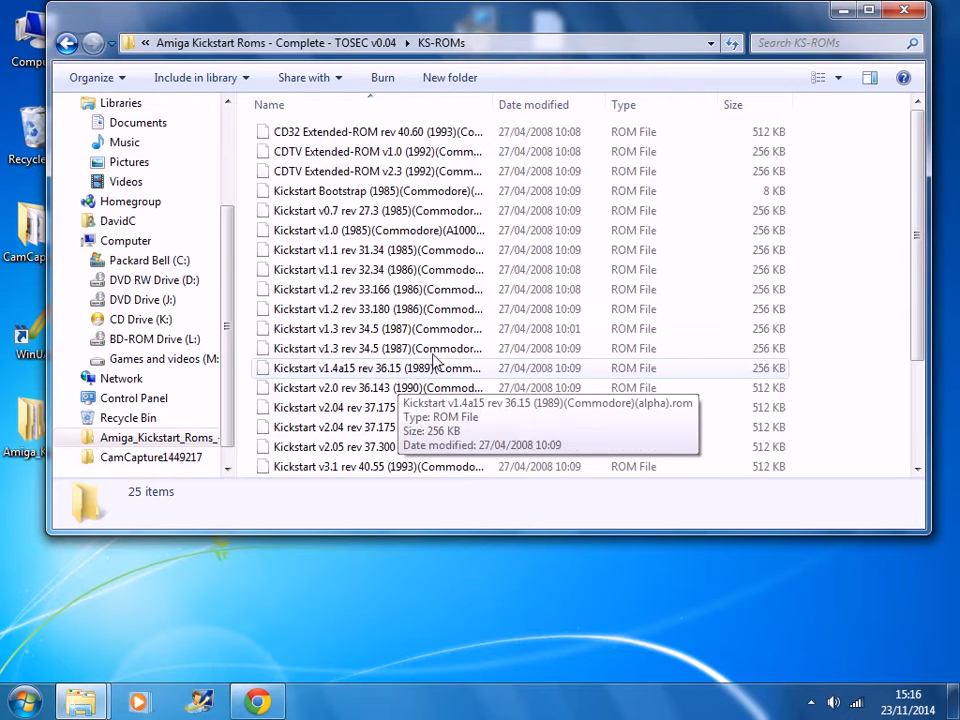 Compu
Recycle
CamCapture
WinU
Amiga_K
« Amiga Kickstart Roms - Complete - TOSEC v0.04 ▸ KS-ROMs
Search KS-ROMs
Organize Include in library Share with Burn New folder
Libraries
Documents
Music
Pictures
Videos
Homegroup
DavidC
Computer
Packard Bell (C:)
DVD RW Drive (D:)
DVD Drive (J:)
CD Drive (K:)
BD-ROM Drive (L:)
Games and videos (M:
Network
Control Panel
Recycle Bin
Amiga_Kickstart_Roms_-
CamCapture1449217
Name Date modified Type Size
CD32 Extended-ROM rev 40.60 (1993)(Co... 27/04/2008 10:08 ROM File 512 KB
CDTV Extended-ROM v1.0 (1992)(Comm... 27/04/2008 10:08 ROM File 256 KB
CDTV Extended-ROM v2.3 (1992)(Comm... 27/04/2008 10:09 ROM File 256 KB
Kickstart Bootstrap (1985)(Commodore)(... 27/04/2008 10:09 ROM File 8 KB
Kickstart v0.7 rev 27.3 (1985)(Commodor... 27/04/2008 10:09 ROM File 256 KB
Kickstart v1.0 (1985)(Commodore)(A1000... 27/04/2008 10:08 ROM File 256 KB
Kickstart v1.1 rev 31.34 (1985)(Commodo... 27/04/2008 10:09 ROM File 256 KB
Kickstart v1.1 rev 32.34 (1986)(Commodo... 27/04/2008 10:08 ROM File 256 KB
Kickstart v1.2 rev 33.166 (1986)(Commod... 27/04/2008 10:09 ROM File 256 KB
Kickstart v1.2 rev 33.180 (1986)(Commod... 27/04/2008 10:09 ROM File 256 KB
Kickstart v1.3 rev 34.5 (1987)(Commodor... 27/04/2008 10:01 ROM File 256 KB
Kickstart v1.3 rev 34.5 (1987)(Commodor... 27/04/2008 10:09 ROM File 256 KB
Kickstart v1.4a15 rev 36.15 (1989)(Comm... 27/04/2008 10:09 ROM File 256 KB
Kickstart v2.0 rev 36.143 (1990)(Commod... 27/04/2008 10:09 ROM File 512 KB
Kickstart v2.04 rev 37.175 512 KB
Kickstart v2.04 rev 37.175 512 KB
Kickstart v2.05 rev 37.300 512 KB
Kickstart v3.1 rev 40.55 (1993)(Commodo... 27/04/2008 10:09 ROM File 512 KB
Kickstart v1.4a15 rev 36.15 (1989)(Commodore)(alpha).rom
Type: ROM File
Size: 256 KB
Date modified: 27/04/2008 10:09
25 items
15:16
23/11/2014